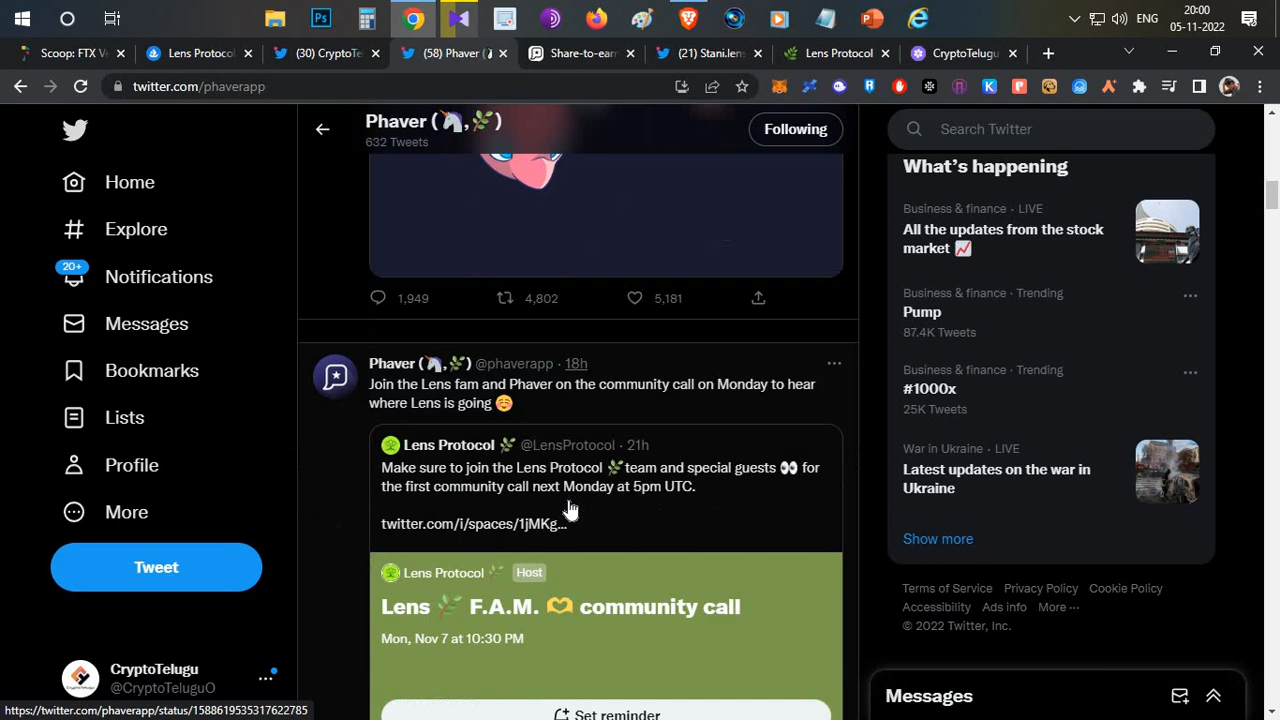 ENG
20:00
05-11-2022
Scoop: FTX V
Lens Protocol
(30) CryptoTe
(58) Phaver (
Share-to-earn
(21) Stani.lens
Lens Protocol
CryptoTelugu
twitter.com/phaverapp
Phaver (🦄,🌿)
632 Tweets
Following
Search Twitter
Home
Explore
20+
Notifications
Messages
Bookmarks
Lists
Profile
More
Tweet
CryptoTelugu
@CryptoTeluguO
1,949
4,802
5,181
Phaver (🦄,🌿) @phaverapp · 18h
Join the Lens fam and Phaver on the community call on Monday to hear
where Lens is going ☺️
Lens Protocol 🌿 @LensProtocol · 21h
Make sure to join the Lens Protocol 🌿 team and special guests 👀 for
the first community call next Monday at 5pm UTC.
twitter.com/i/spaces/1jMKg...
Lens Protocol 🌿 Host
Lens 🌿 F.A.M. 🫶 community call
Mon, Nov 7 at 10:30 PM
Set reminder
What's happening
Business & finance · LIVE
All the updates from the stock
market 📈
Business & finance · Trending
Pump
87.4K Tweets
Business & finance · Trending
#1000x
25K Tweets
War in Ukraine · LIVE
Latest updates on the war in
Ukraine
Show more
Terms of Service Privacy Policy Cookie Policy
Accessibility Ads info More ···
© 2022 Twitter, Inc.
Messages
https://twitter.com/phaverapp/status/1588619535317622785